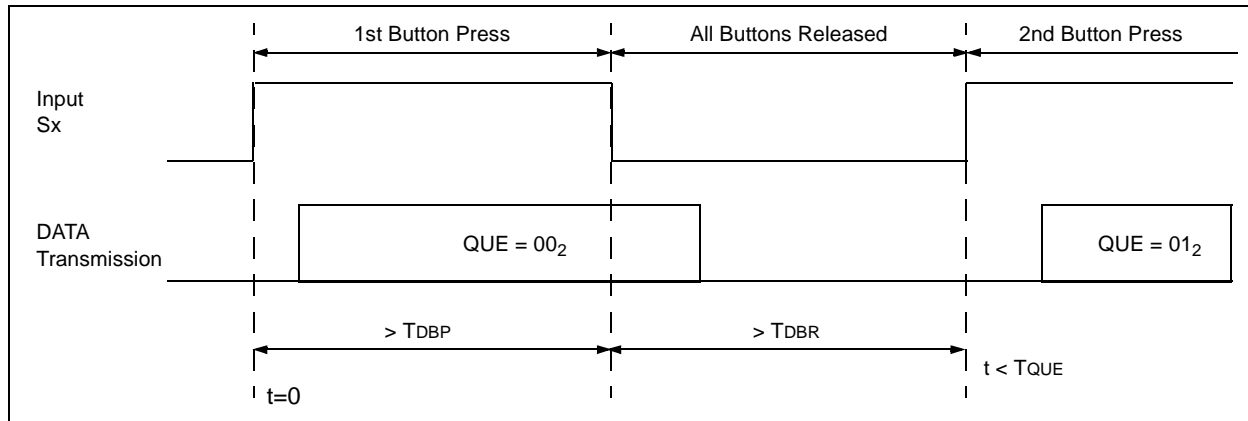 1st Button Press
All Buttons Released
2nd Button Press
Input
Sx
DATA
Transmission
QUE = 00₂
QUE = 01₂
> TDBP
> TDBR
t < TQUE
t=0